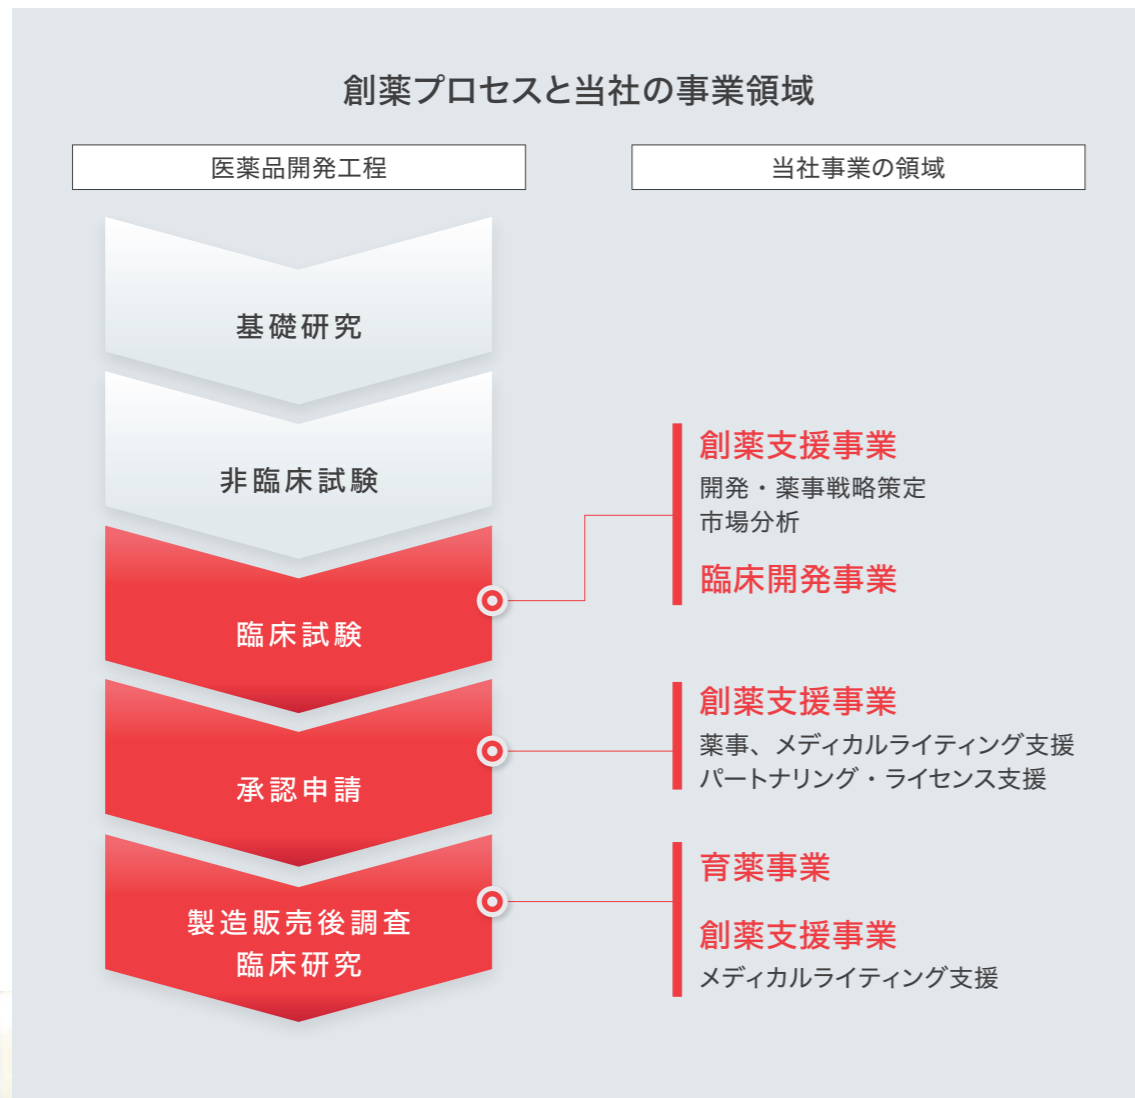 創薬プロセスと当社の事業領域
医薬品開発工程
当社事業の領域
基礎研究
非臨床試験
臨床試験
承認申請
製造販売後調査
臨床研究
創薬支援事業
開発・薬事戦略策定
市場分析
臨床開発事業
創薬支援事業
薬事、メディカルライティング支援
パートナリング・ライセンス支援
育薬事業
創薬支援事業
メディカルライティング支援